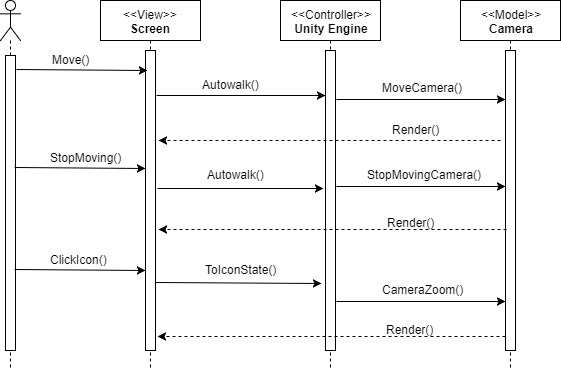 <<View>>
Screen
<<Controller>>
Unity Engine
<<Model>>
Camera
Move()
Autowalk()
MoveCamera()
Render()
StopMoving()
Autowalk()
StopMovingCamera()
Render()
ClickIcon()
ToIconState()
CameraZoom()
Render()